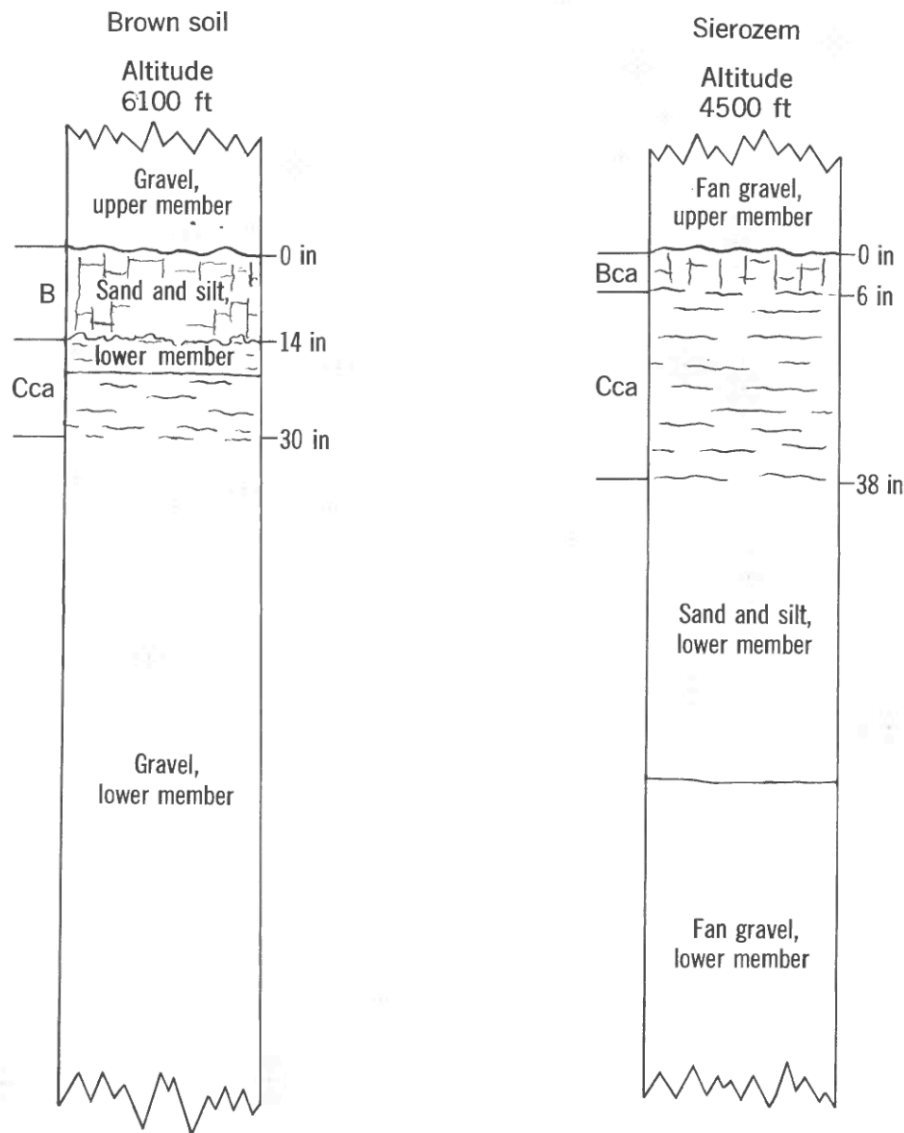 Brown soil
Altitude
6100 ft
Gravel,
upper member
0 in
B
Sand and silt,
14 in
lower member
Cca
30 in
Gravel,
lower member
Sierozem
Altitude
4500 ft
Fan gravel,
upper member
0 in
Bca
6 in
Cca
38 in
Sand and silt,
lower member
Fan gravel,
lower member